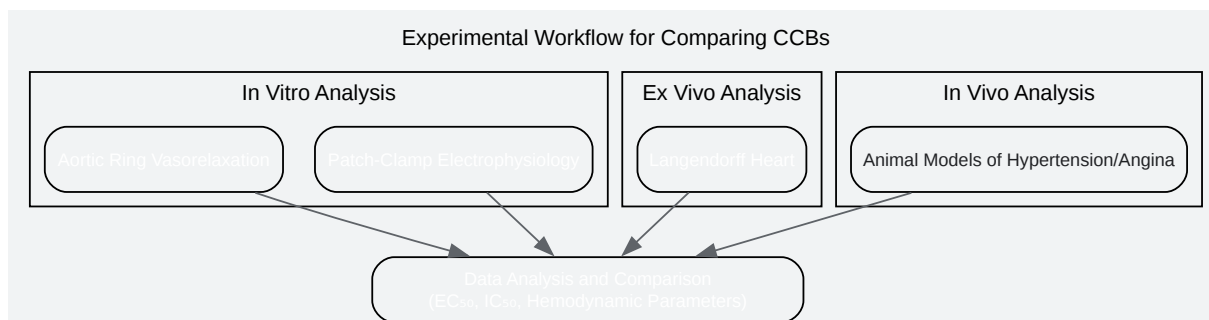 Experimental Workflow for Comparing CCBs
In Vitro Analysis
Ex Vivo Analysis
In Vivo Analysis
Aortic Ring Vasorelaxation
Patch-Clamp Electrophysiology
Langendorff Heart
Animal Models of Hypertension/Angina
Data Analysis and Comparison
(EC₅₀, IC₅₀, Hemodynamic Parameters)